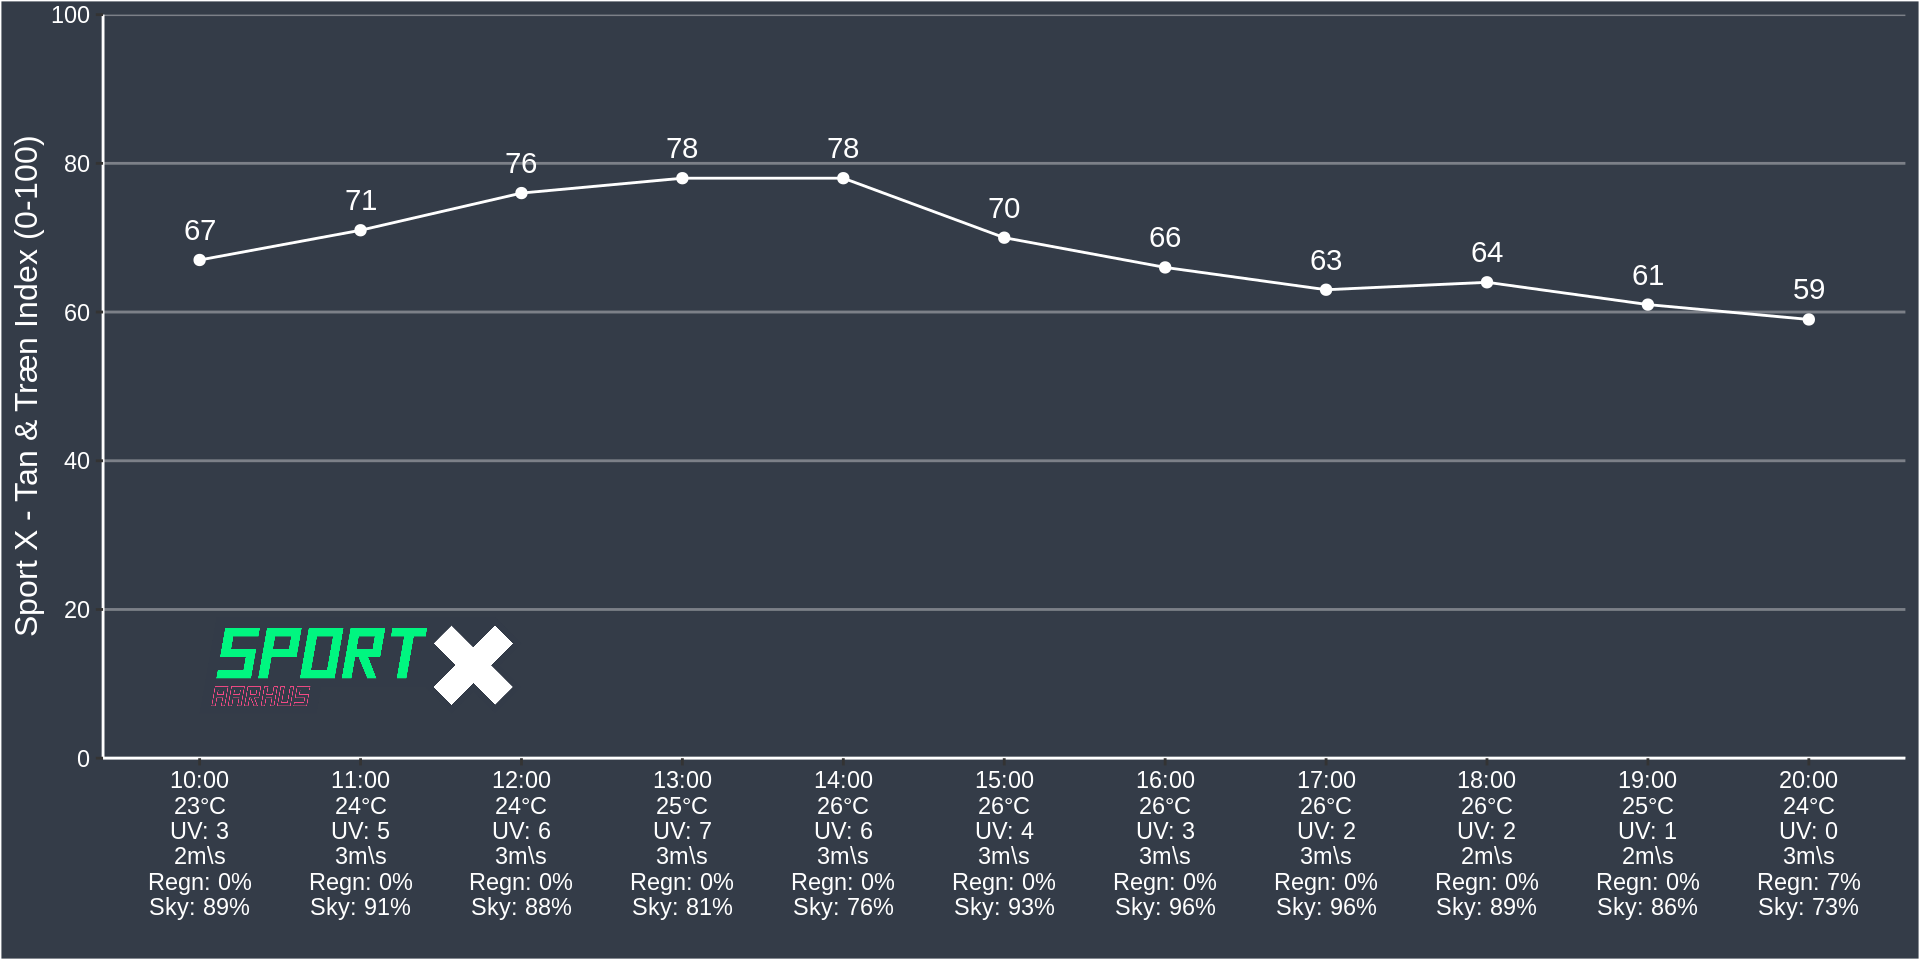 Sport X - Tan & Træn Index (0-100)
100
80
60
40
20
0
67
71
76
78
78
70
66
63
64
61
59
SPORT X
AARHUS
10:00 11:00 12:00 13:00 14:00 15:00 16:00 17:00 18:00 19:00 20:00
23°C 24°C 24°C 25°C 26°C 26°C 26°C 26°C 26°C 25°C 24°C
UV: 3 UV: 5 UV: 6 UV: 7 UV: 6 UV: 4 UV: 3 UV: 2 UV: 2 UV: 1 UV: 0
2m\s 3m\s 3m\s 3m\s 3m\s 3m\s 3m\s 3m\s 2m\s 2m\s 3m\s
Regn: 0% Regn: 0% Regn: 0% Regn: 0% Regn: 0% Regn: 0% Regn: 0% Regn: 0% Regn: 0% Regn: 0% Regn: 7%
Sky: 89% Sky: 91% Sky: 88% Sky: 81% Sky: 76% Sky: 93% Sky: 96% Sky: 96% Sky: 89% Sky: 86% Sky: 73%